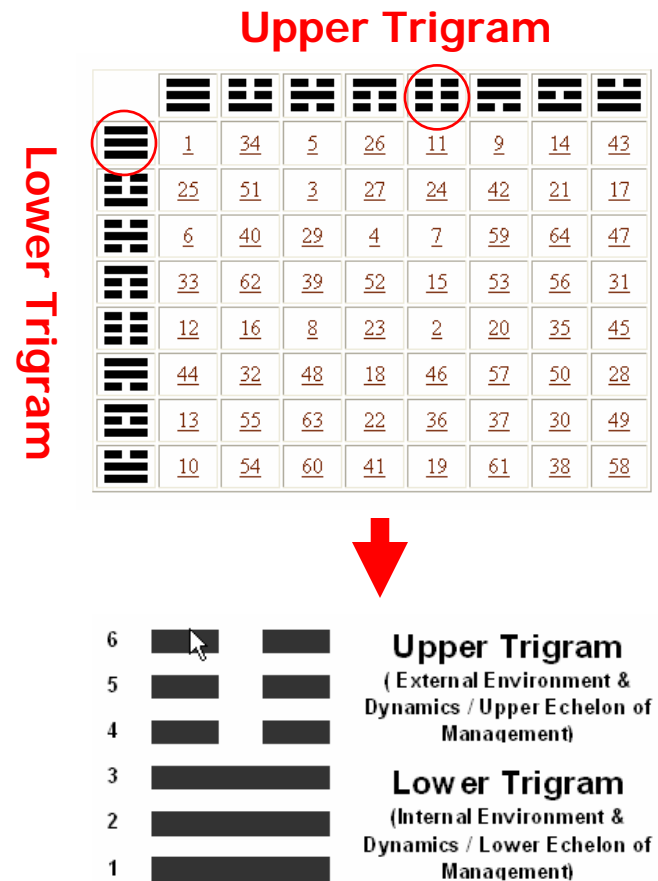 Upper Trigram
Lower Trigram
1 34 5 26 11 9 14 43
25 51 3 27 24 42 21 17
6 40 29 4 7 59 64 47
33 62 39 52 15 53 56 31
12 16 8 23 2 20 35 45
44 32 48 18 46 57 50 28
13 55 63 22 36 37 30 49
10 54 60 41 19 61 38 58
6
5
4
Upper Trigram
( External Environment &
Dynamics / Upper Echelon of
Management)
3
2
1
Lower Trigram
(Internal Environment &
Dynamics / Lower Echelon of
Management)